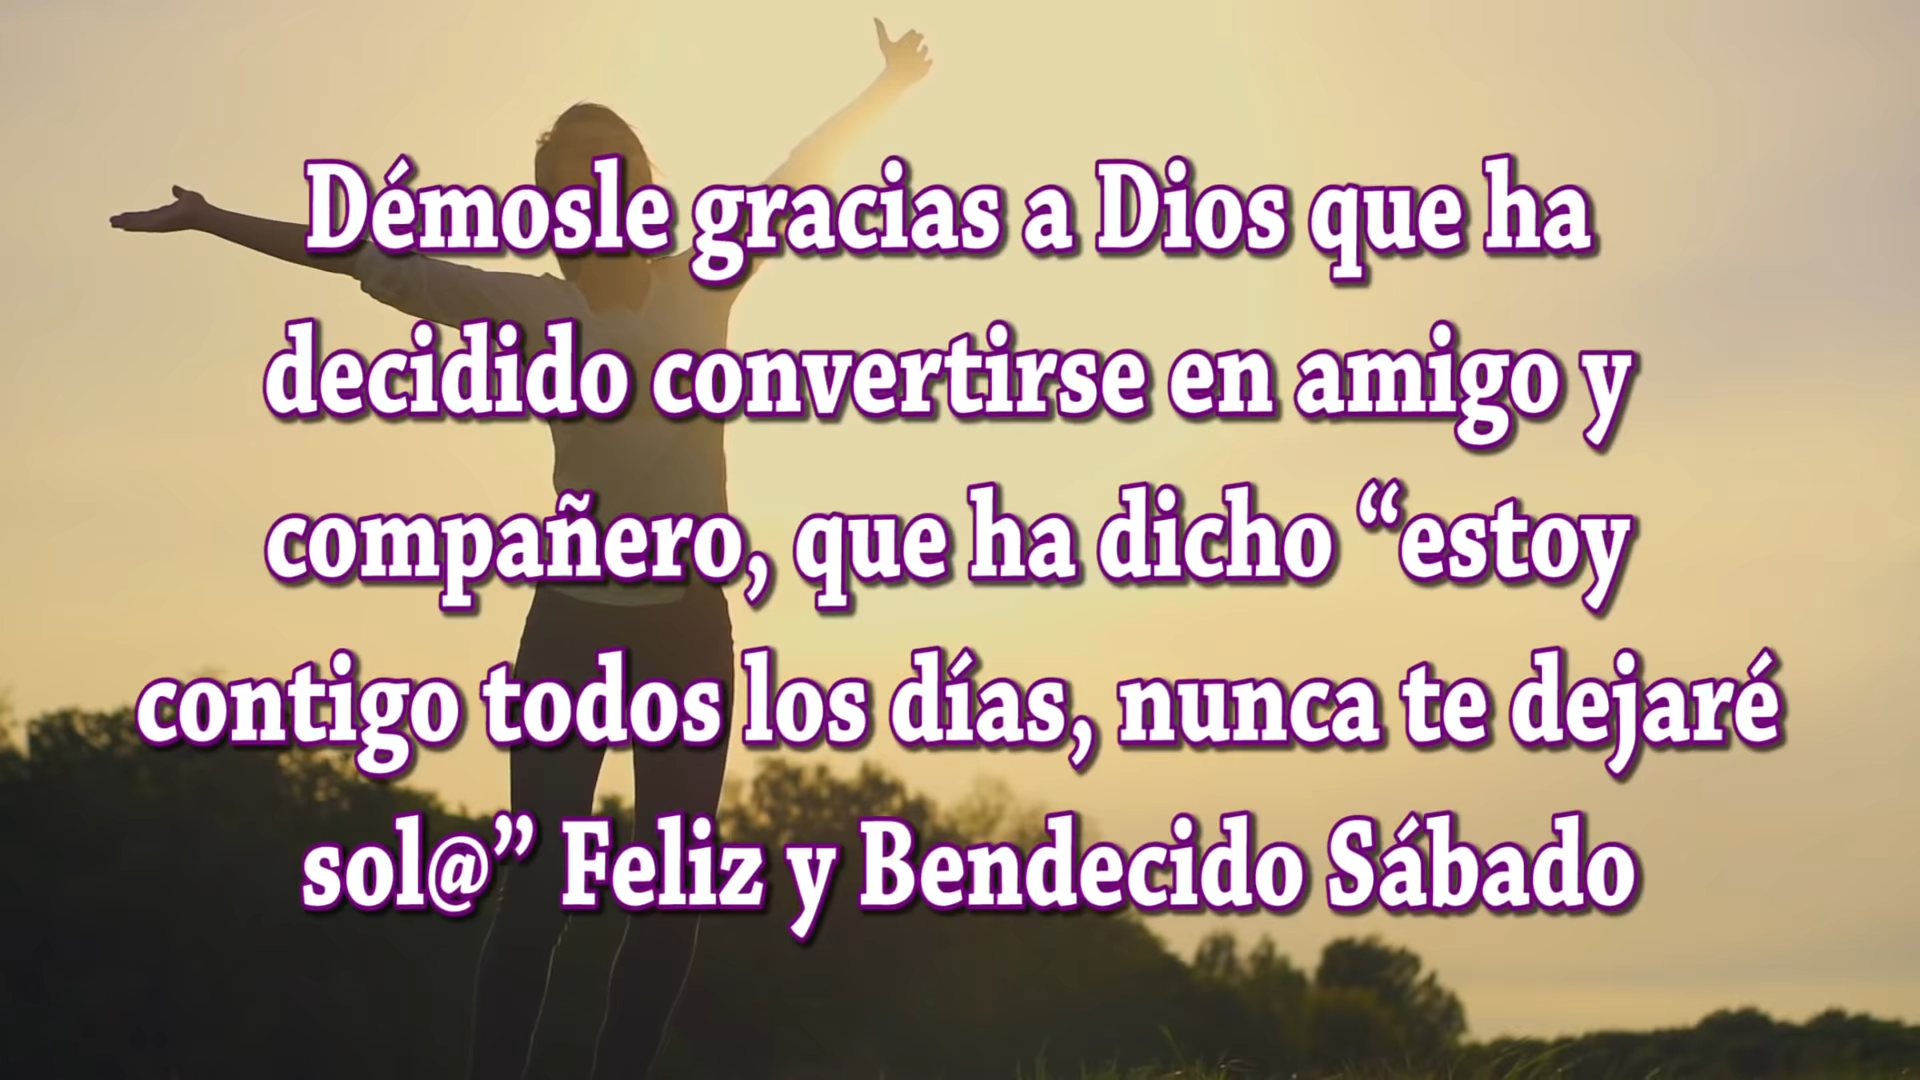 Démosle gracias a Dios que ha
decidido convertirse en amigo y
compañero, que ha dicho “estoy
contigo todos los días, nunca te dejaré
sol@” Feliz y Bendecido Sábado